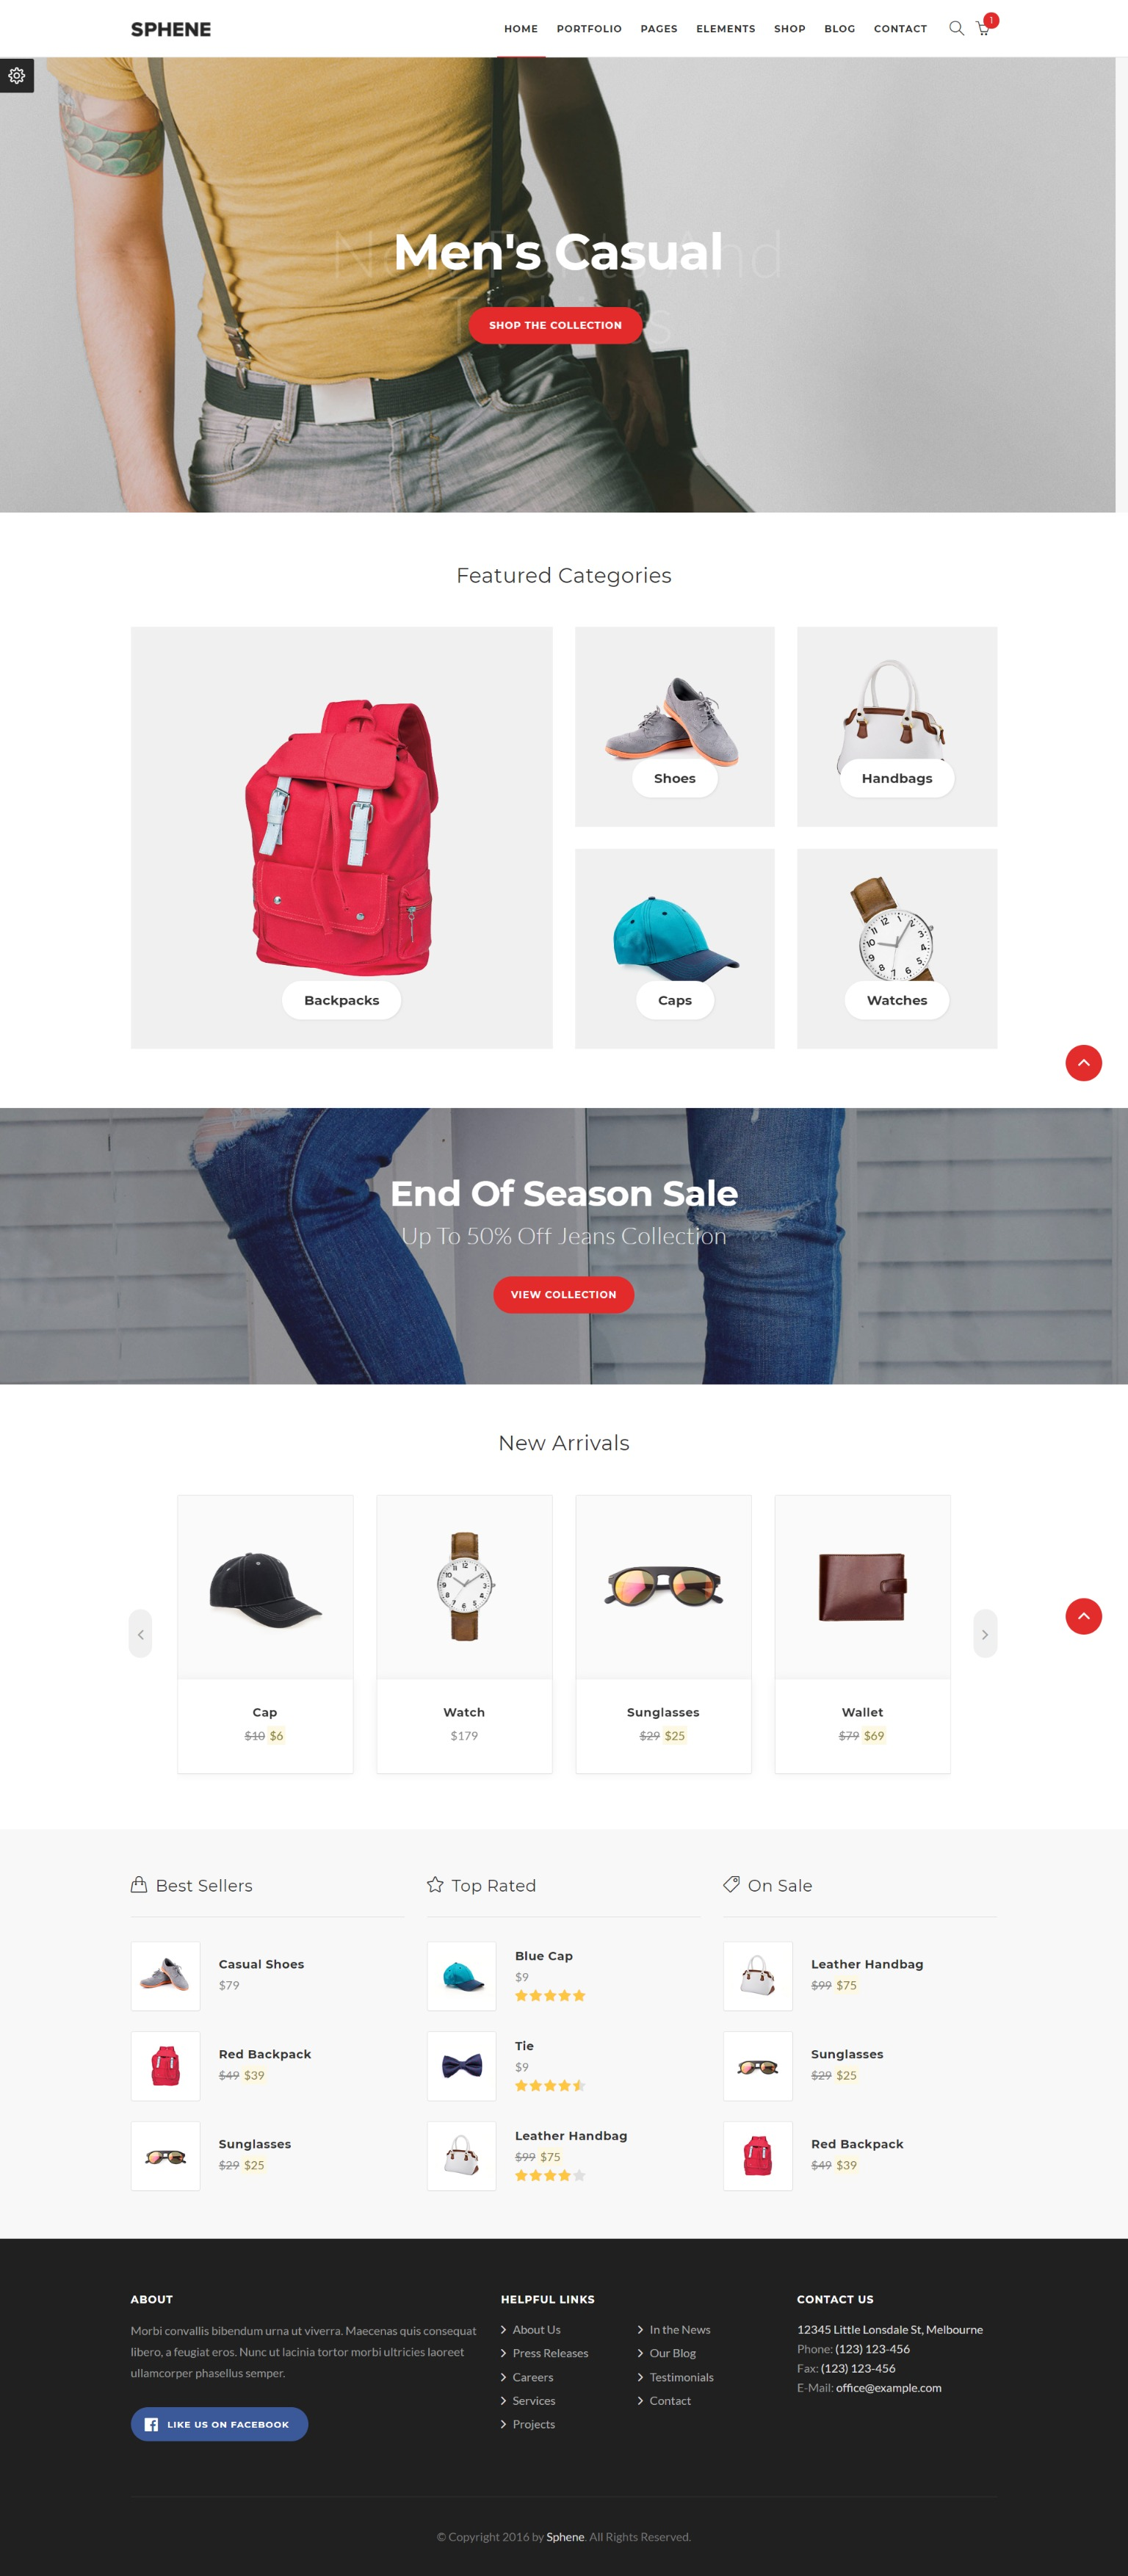 SPHENE
HOME PORTFOLIO PAGES ELEMENTS SHOP BLOG CONTACT
1
Men's Casual
SHOP THE COLLECTION
Featured Categories
Shoes
Handbags
Backpacks
Caps
Watches
End Of Season Sale
Up To 50% Off Jeans Collection
VIEW COLLECTION
New Arrivals
Cap
$10 $6
Watch
$179
Sunglasses
$29 $25
Wallet
$79 $69
Best Sellers
Casual Shoes
$79
Red Backpack
$49 $39
Sunglasses
$29 $25
Top Rated
Blue Cap
$9
Tie
$9
Leather Handbag
$99 $75
On Sale
Leather Handbag
$99 $75
Sunglasses
$29 $25
Red Backpack
$49 $39
ABOUT
Morbi convallis bibendum urna ut viverra. Maecenas quis consequat
libero, a feugiat eros. Nunc ut lacinia tortor morbi ultricies laoreet
ullamcorper phasellus semper.
LIKE US ON FACEBOOK
HELPFUL LINKS
About Us
Press Releases
Careers
Services
Projects
In the News
Our Blog
Testimonials
Contact
CONTACT US
12345 Little Lonsdale St, Melbourne
Phone: (123) 123-456
Fax: (123) 123-456
E-Mail: office@example.com
© Copyright 2016 by Sphene. All Rights Reserved.